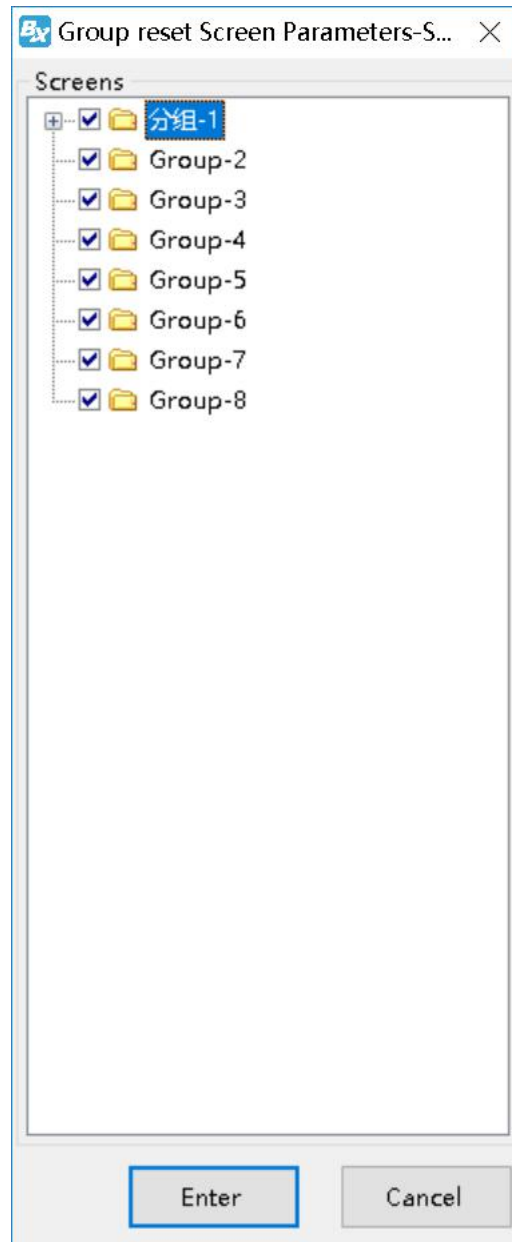 BX Group reset Screen Parameters-S...
Screens
分组-1
Group-2
Group-3
Group-4
Group-5
Group-6
Group-7
Group-8
Enter Cancel